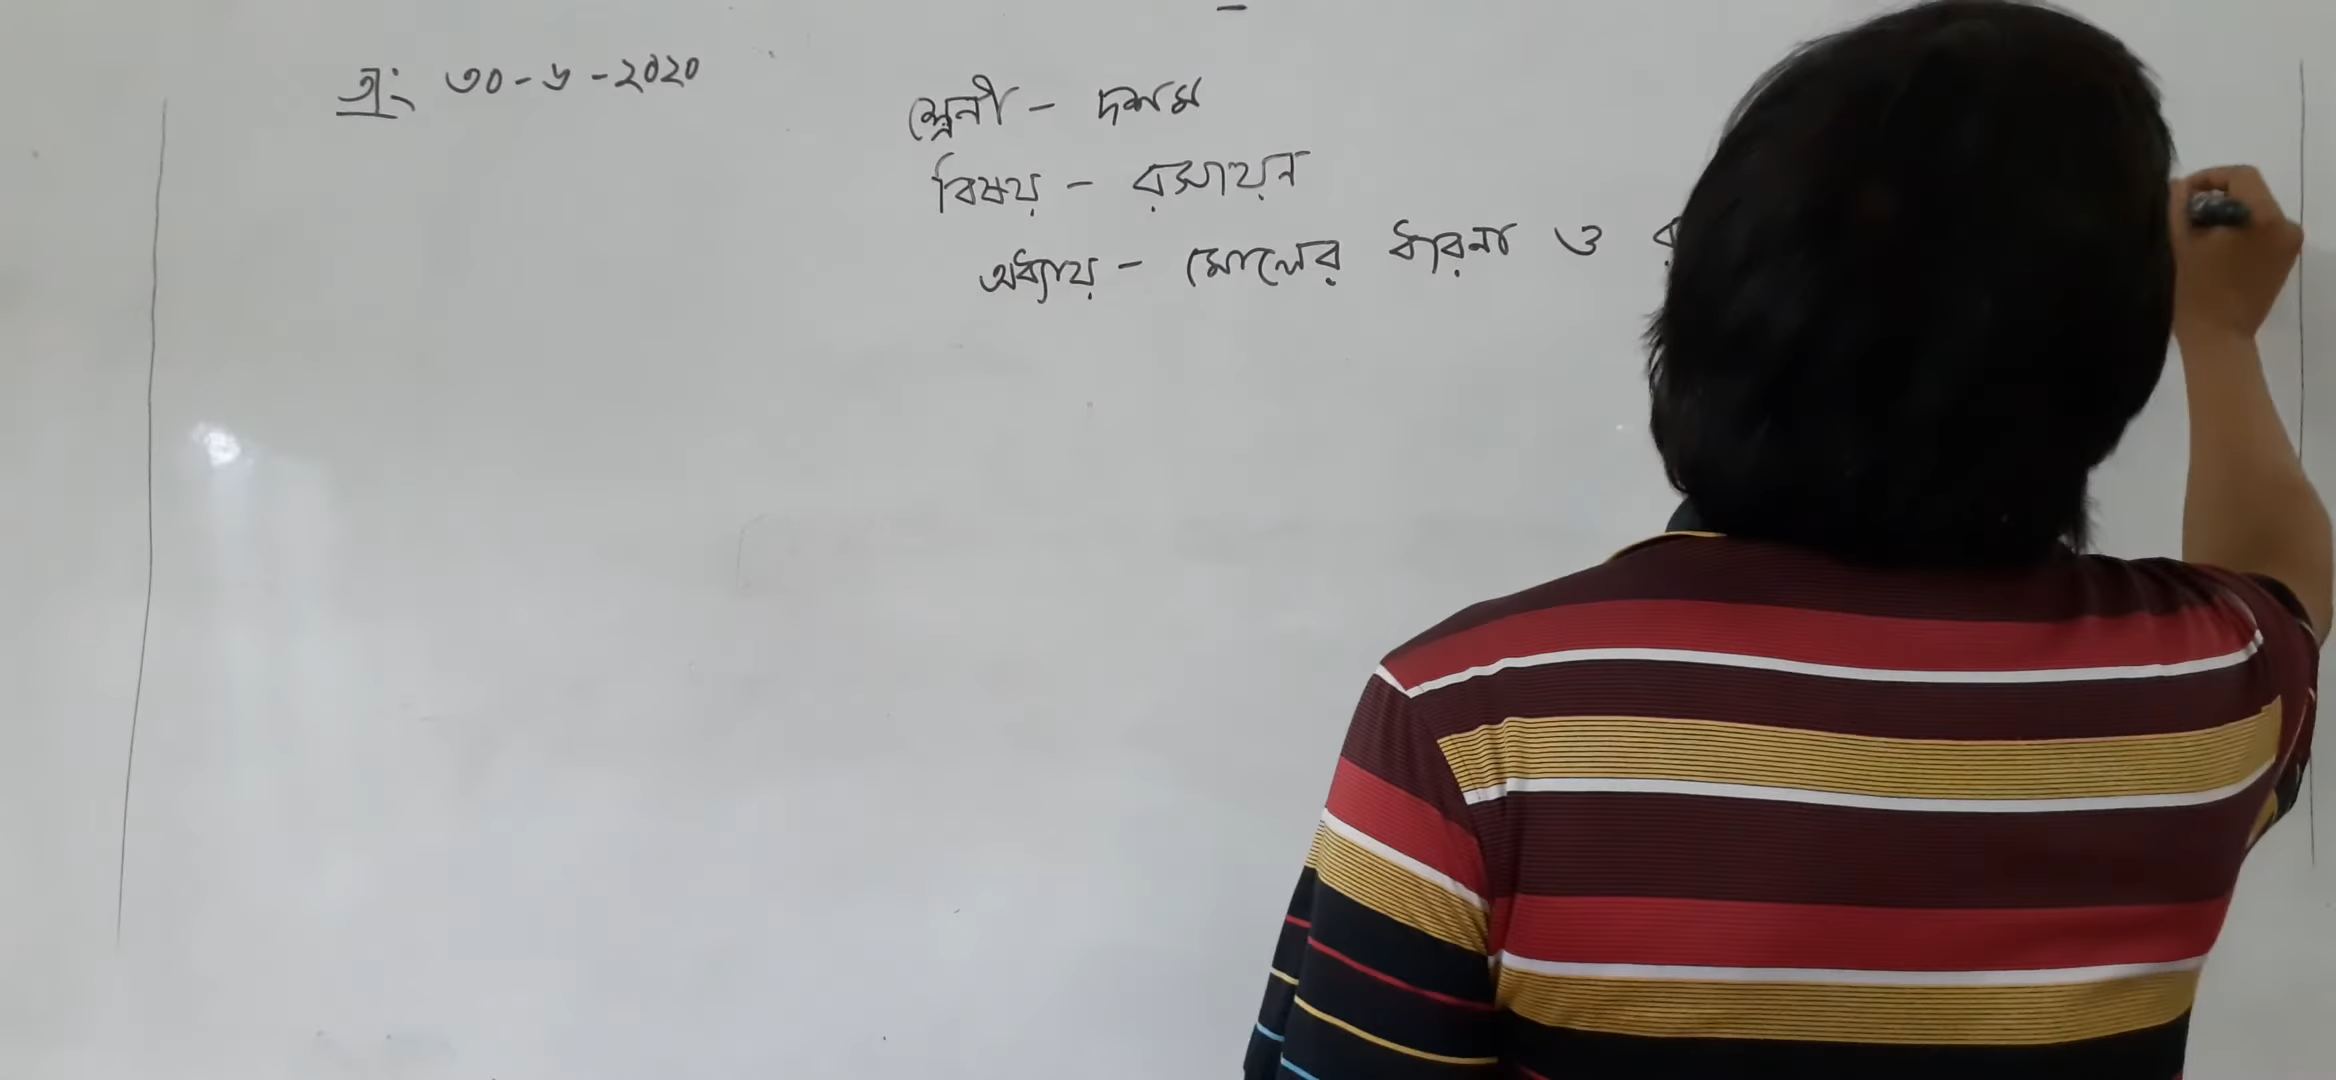 তাং ৩০-৬-২০২০
শ্রেনী - দশম
বিষয় - রসায়ন
অধ্যায় - মোলের ধারনা ও